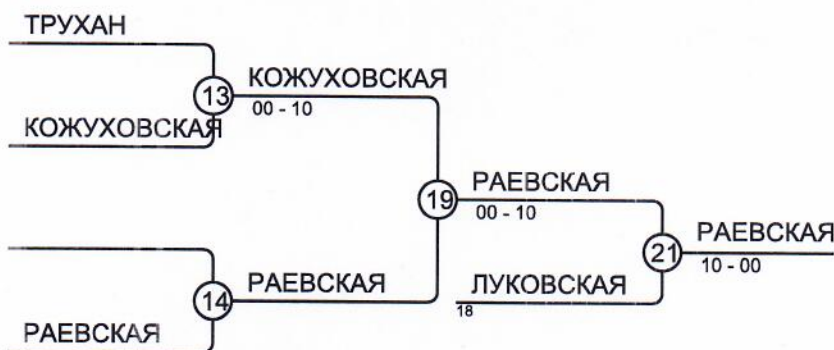 ТРУХАН
13
КОЖУХОВСКАЯ
00 - 10
КОЖУХОВСКАЯ
19
РАЕВСКАЯ
00 - 10
21
РАЕВСКАЯ
10 - 00
14
РАЕВСКАЯ
ЛУКОВСКАЯ
18
РАЕВСКАЯ